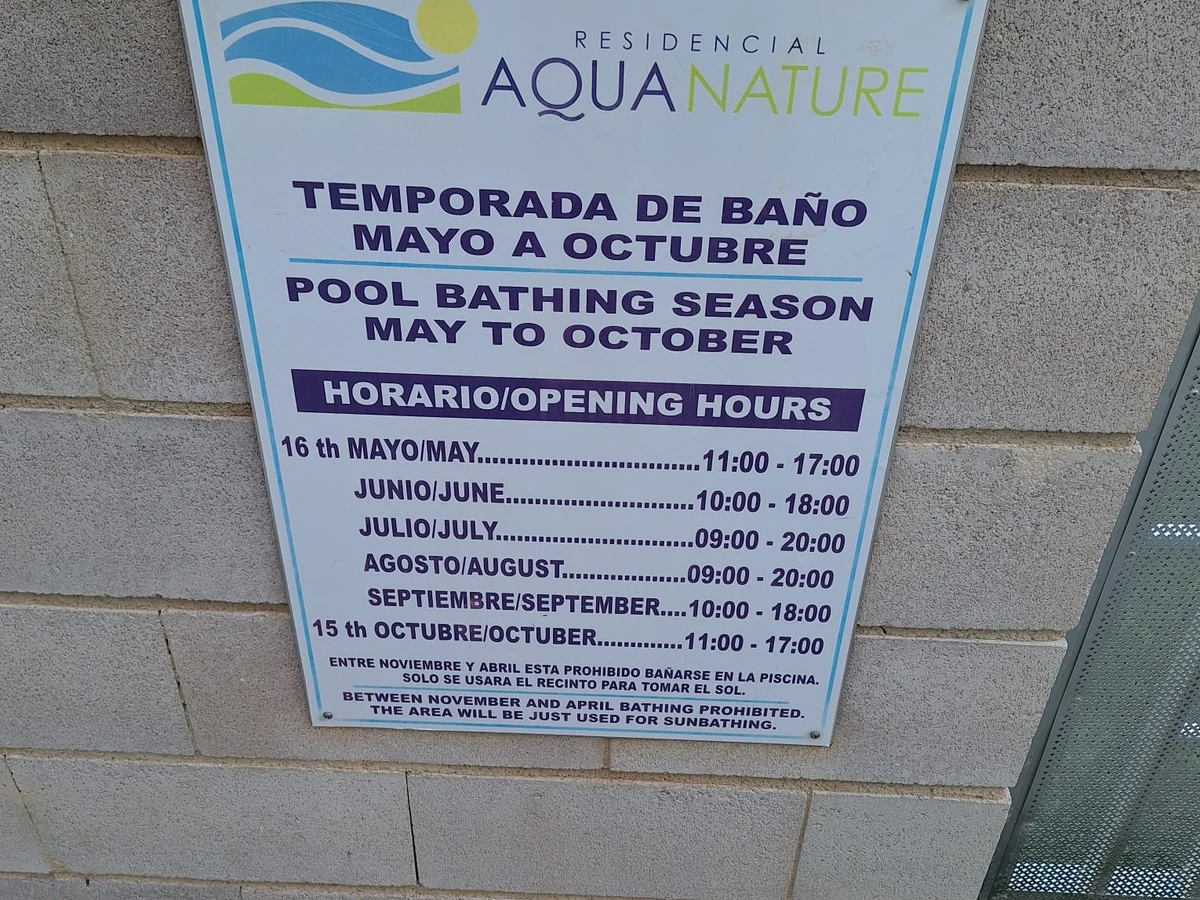 RESIDENCIAL
AQUANATURE
TEMPORADA DE BAÑO
MAYO A OCTUBRE
POOL BATHING SEASON
MAY TO OCTOBER
HORARIO/OPENING HOURS
16 th MAYO/MAY..............................11:00 - 17:00
JUNIO/JUNE.........................10:00 - 18:00
JULIO/JULY..........................09:00 - 20:00
AGOSTO/AUGUST.................09:00 - 20:00
SEPTIEMBRE/SEPTEMBER....10:00 - 18:00
15 th OCTUBRE/OCTUBER............11:00 - 17:00
ENTRE NOVIEMBRE Y ABRIL ESTA PROHIBIDO BAÑARSE EN LA PISCINA.
SOLO SE USARA EL RECINTO PARA TOMAR EL SOL.
BETWEEN NOVEMBER AND APRIL BATHING PROHIBITED.
THE AREA WILL BE JUST USED FOR SUNBATHING.